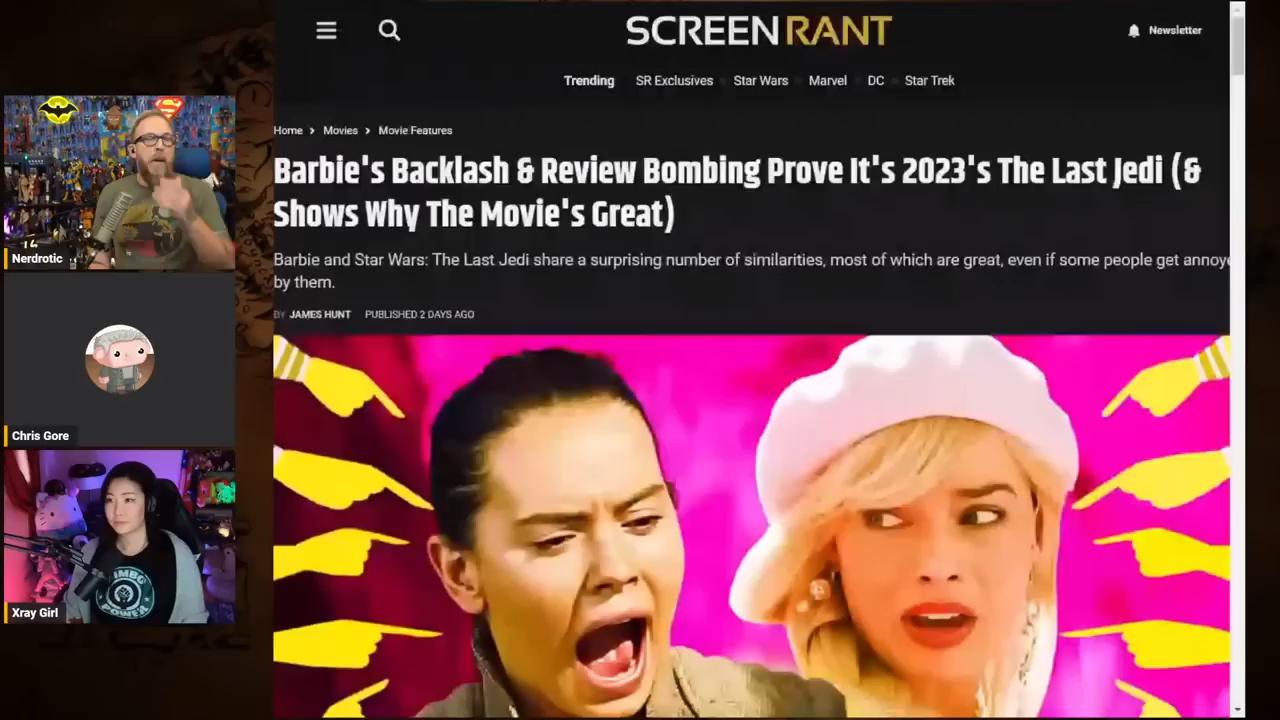 SCREENRANT
Newsletter
Trending SR Exclusives Star Wars Marvel DC Star Trek
Home > Movies > Movie Features
Barbie's Backlash & Review Bombing Prove It's 2023's The Last Jedi (&
Shows Why The Movie's Great)
Barbie and Star Wars: The Last Jedi share a surprising number of similarities, most of which are great, even if some people get annoye
by them.
BY JAMES HUNT PUBLISHED 2 DAYS AGO
Nerdrotic
Chris Gore
POWER
Xray Girl